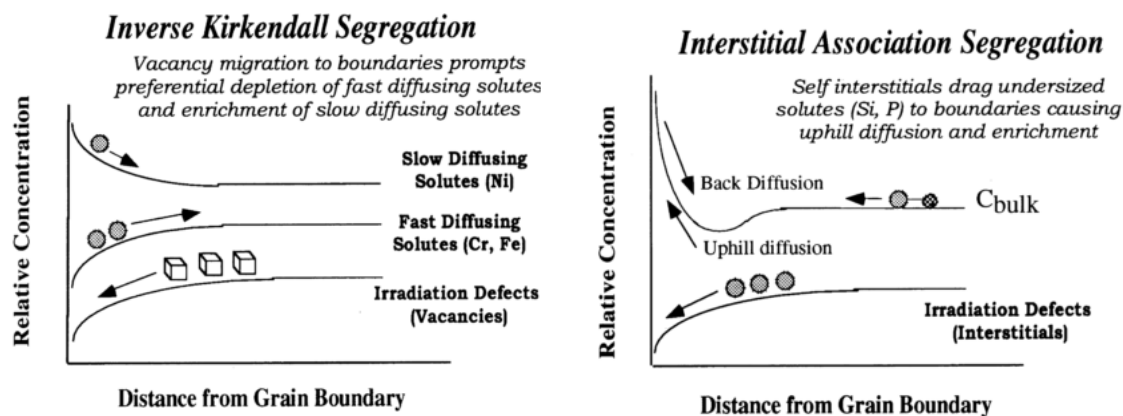 Inverse Kirkendall Segregation
Vacancy migration to boundaries prompts
preferential depletion of fast diffusing solutes
and enrichment of slow diffusing solutes
Relative Concentration
Slow Diffusing
Solutes (Ni)
Fast Diffusing
Solutes (Cr, Fe)
Irradiation Defects
(Vacancies)
Distance from Grain Boundary
Interstitial Association Segregation
Self interstitials drag undersized
solutes (Si, P) to boundaries causing
uphill diffusion and enrichment
Relative Concentration
Back Diffusion
Cbulk
Uphill diffusion
Irradiation Defects
(Interstitials)
Distance from Grain Boundary